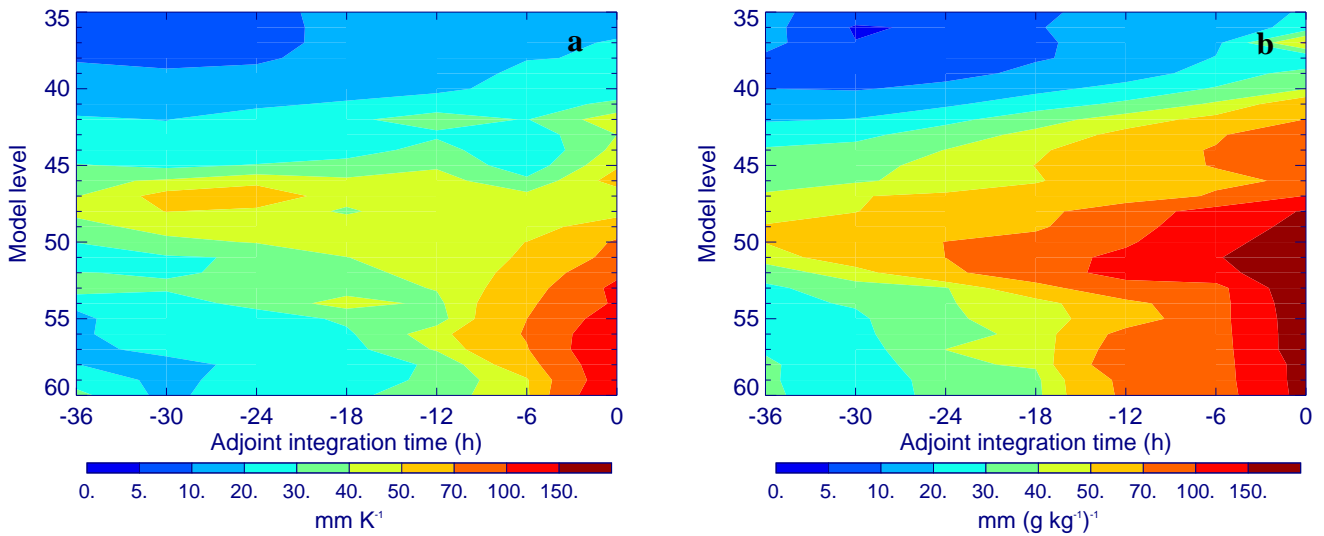 a
35
40
45
50
55
60
Model level
-36 -30 -24 -18 -12 -6 0
Adjoint integration time (h)
0. 5. 10. 20. 30. 40. 50. 70. 100. 150.
mm K⁻¹
b
35
40
45
50
55
60
Model level
-36 -30 -24 -18 -12 -6 0
Adjoint integration time (h)
0. 5. 10. 20. 30. 40. 50. 70. 100. 150.
mm (g kg⁻¹)⁻¹